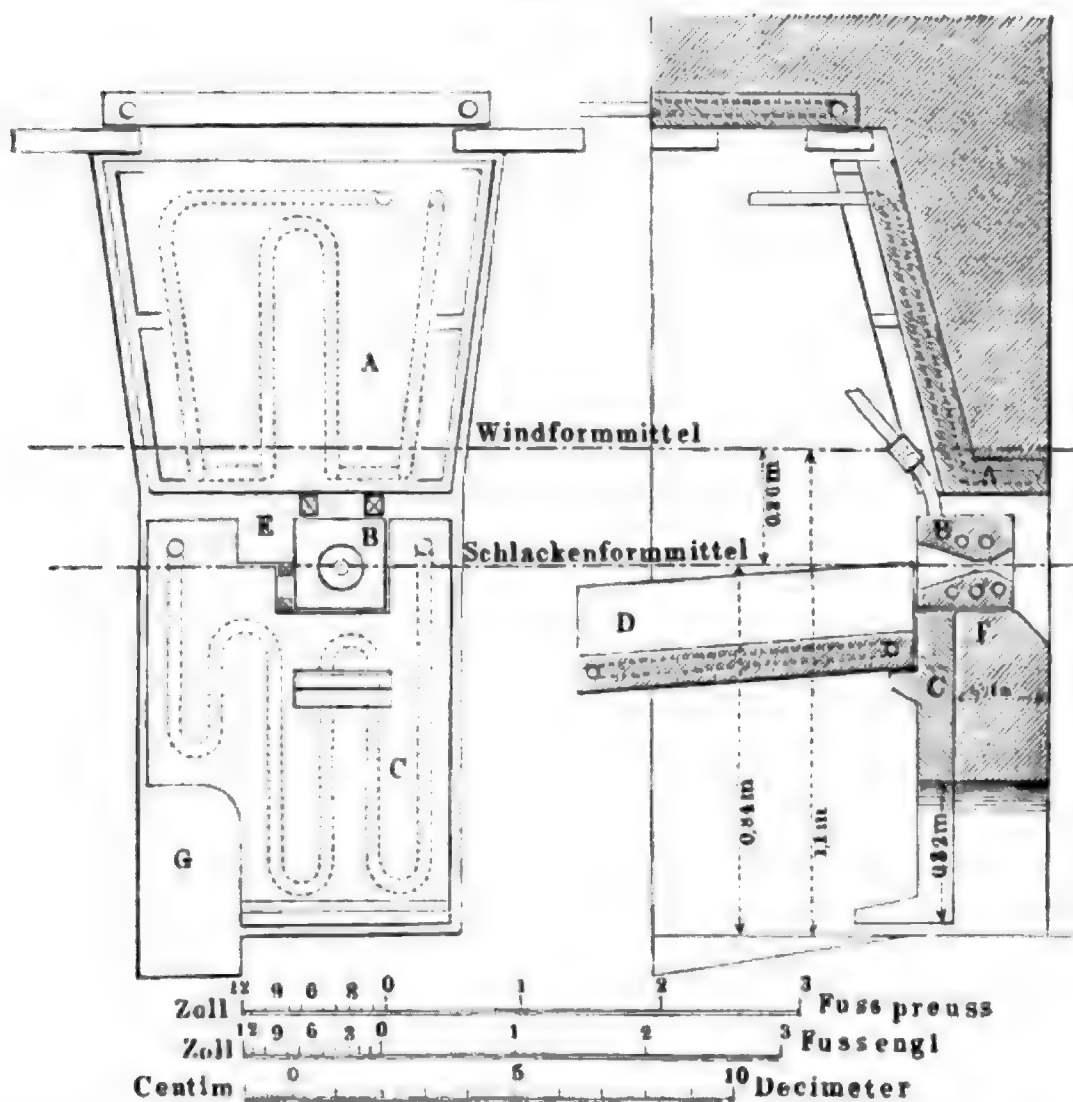 A
Windformmittel
A
0,26m
E
B
B
Schlackenformmittel
D
F
C
C
0,84m
1,1m
G
12 9 6 3 0 1 2 3
Zoll Fuss preuss
12 9 6 3 0 1 2 3
Zoll Fuss engl
0 5 10
Centim Decimeter